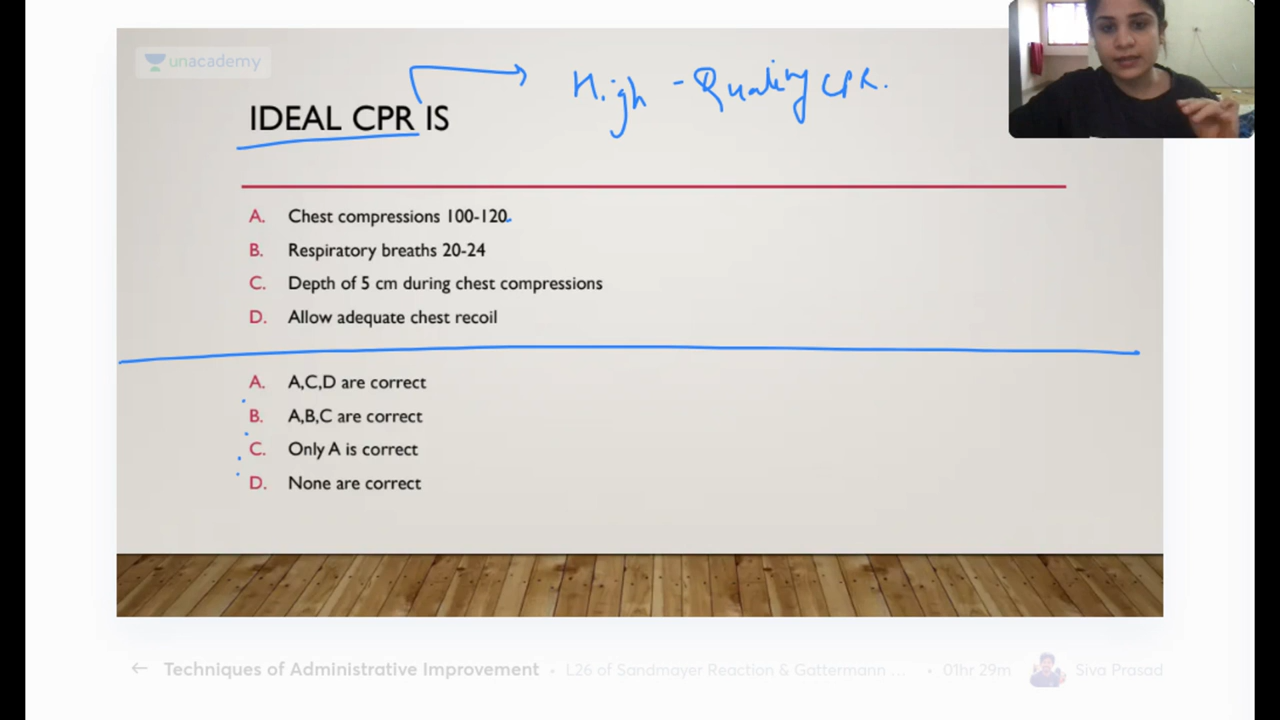 unacademy
High - Quality CPR.
IDEAL CPR IS
A. Chest compressions 100-120
B. Respiratory breaths 20-24
C. Depth of 5 cm during chest compressions
D. Allow adequate chest recoil
A. A,C,D are correct
B. A,B,C are correct
C. Only A is correct
D. None are correct
← Techniques of Administrative Improvement • L26 of Sandmayer Reaction & Gattermann ... • 01hr 29m Siva Prasad